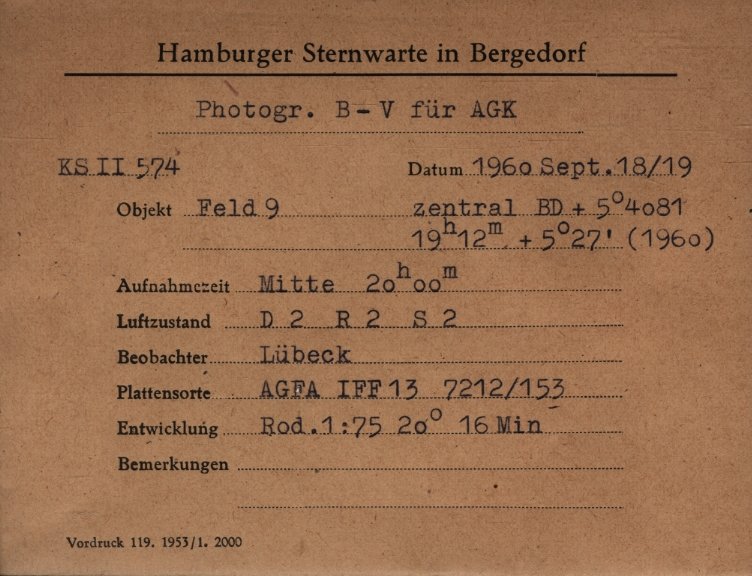 Hamburger Sternwarte in Bergedorf
Photogr. B-V für AGK
KS II 574 Datum 1960 Sept.18/19
Objekt Feld 9 zentral BD + 5°4081
19ʰ12ᵐ +5°27' (1960)
Aufnahmezeit Mitte 20ʰ00ᵐ
Luftzustand D 2 R 2 S 2
Beobachter Lübeck
Plattensorte AGFA IFF13 7212/153
Entwicklung Rod.1:75 20° 16 Min
Bemerkungen
Vordruck 119. 1953/1. 2000